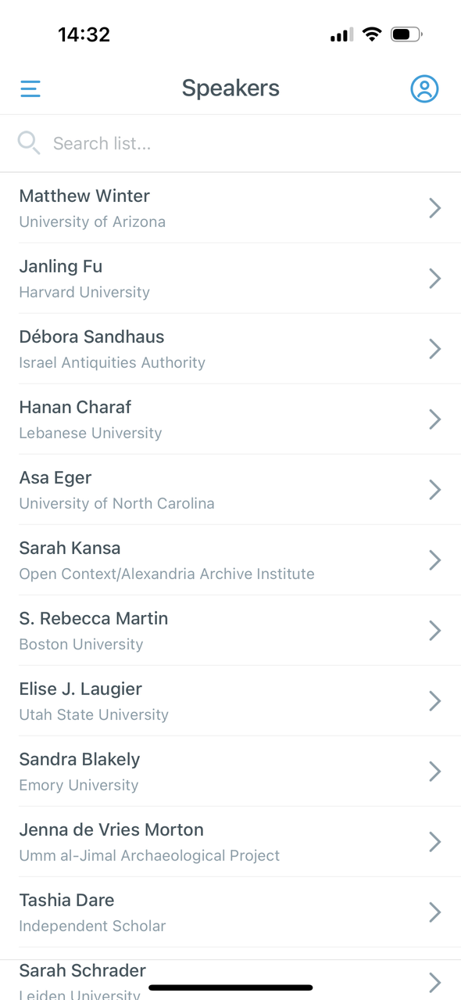 14:32
Speakers
Search list...
Matthew Winter
University of Arizona
Janling Fu
Harvard University
Débora Sandhaus
Israel Antiquities Authority
Hanan Charaf
Lebanese University
Asa Eger
University of North Carolina
Sarah Kansa
Open Context/Alexandria Archive Institute
S. Rebecca Martin
Boston University
Elise J. Laugier
Utah State University
Sandra Blakely
Emory University
Jenna de Vries Morton
Umm al-Jimal Archaeological Project
Tashia Dare
Independent Scholar
Sarah Schrader
Leiden University